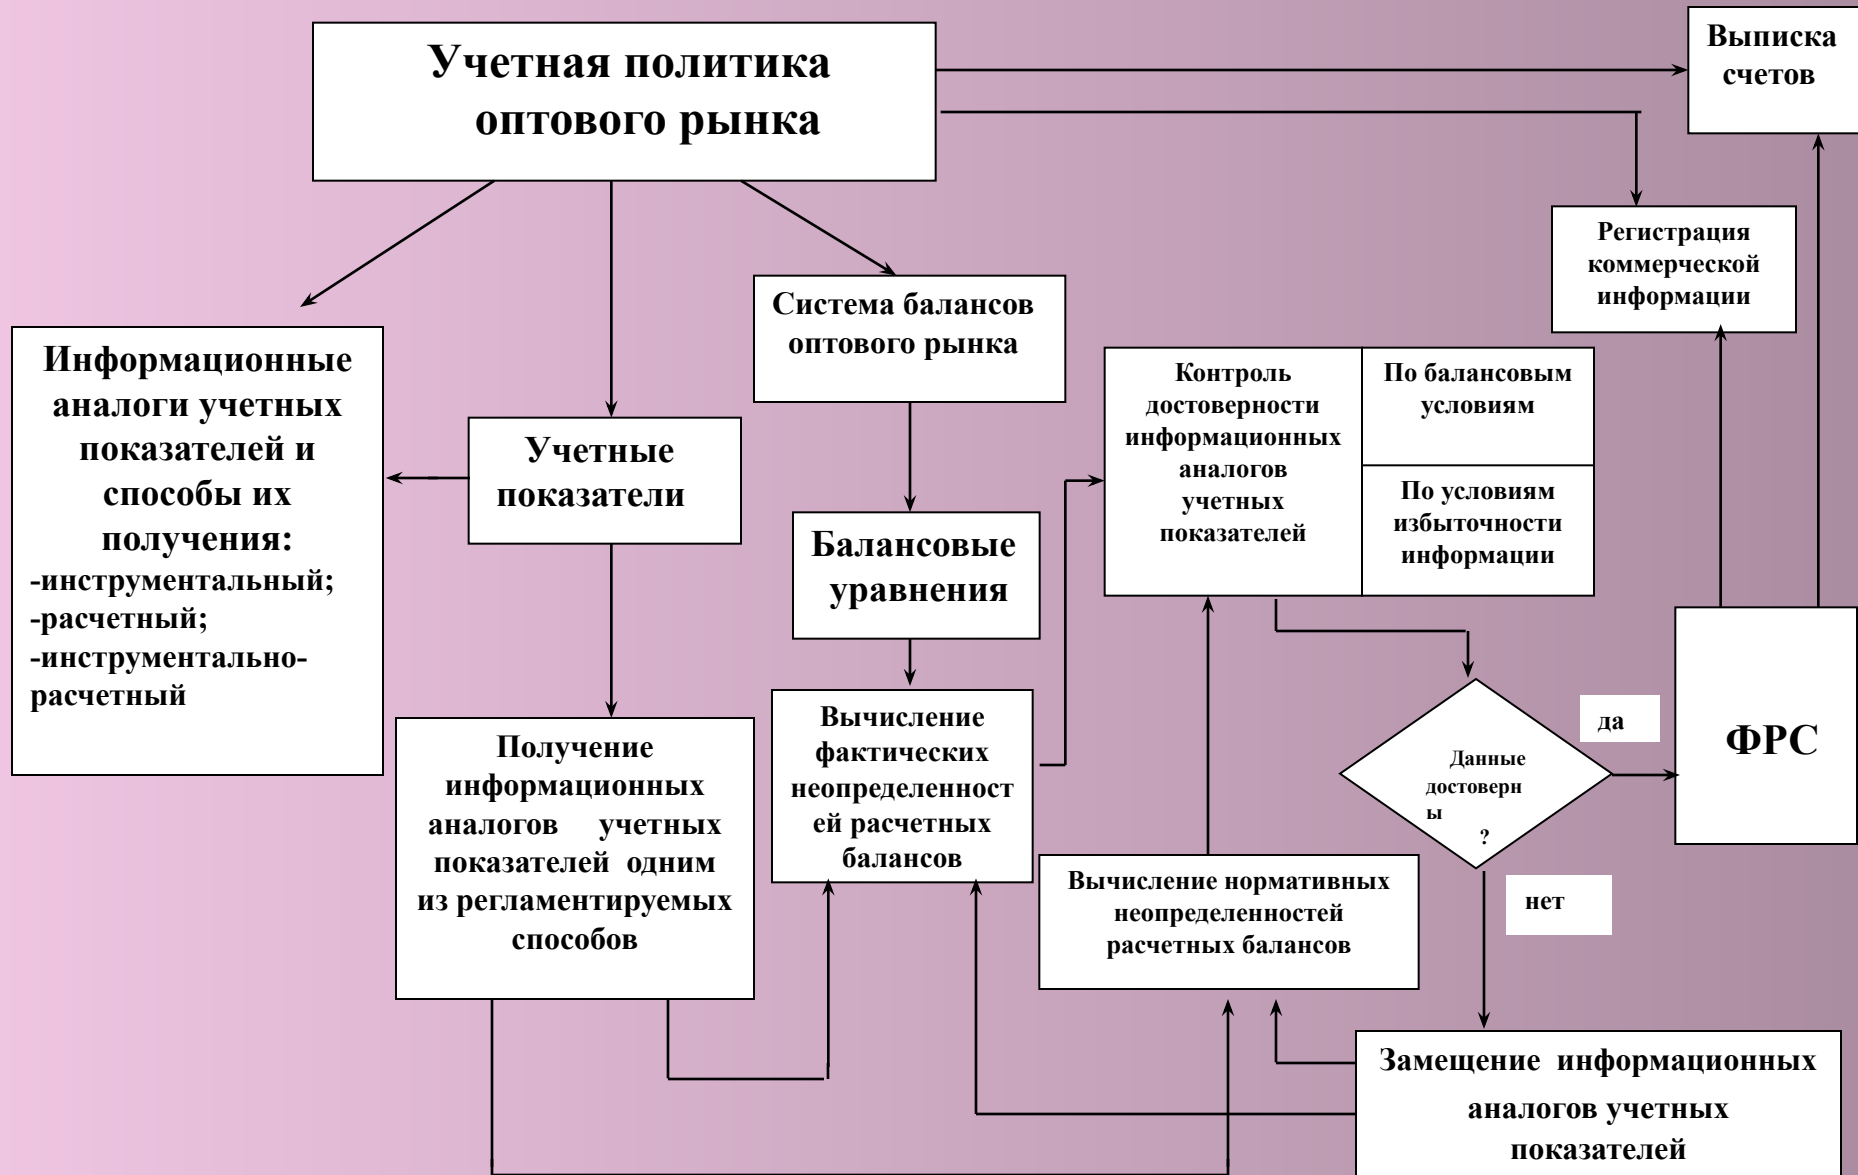 Учетная политика
оптового рынка
Выписка
счетов
Регистрация
коммерческой
информации
Система балансов
оптового рынка
Информационные
аналоги учетных
показателей и
способы их
получения:
-инструментальный;
-расчетный;
-инструментально-
расчетный
Учетные
показатели
Контроль
достоверности
информационных
аналогов
учетных
показателей
По балансовым
условиям
По условиям
избыточности
информации
Балансовые
уравнения
Получение
информационных
аналогов учетных
показателей одним
из регламентируемых
способов
Вычисление
фактических
неопределенност
ей расчетных
балансов
Данные
достоверн
ы
?
да
ФРС
Вычисление нормативных
неопределенностей
расчетных балансов
нет
Замещение информационных
аналогов учетных
показателей